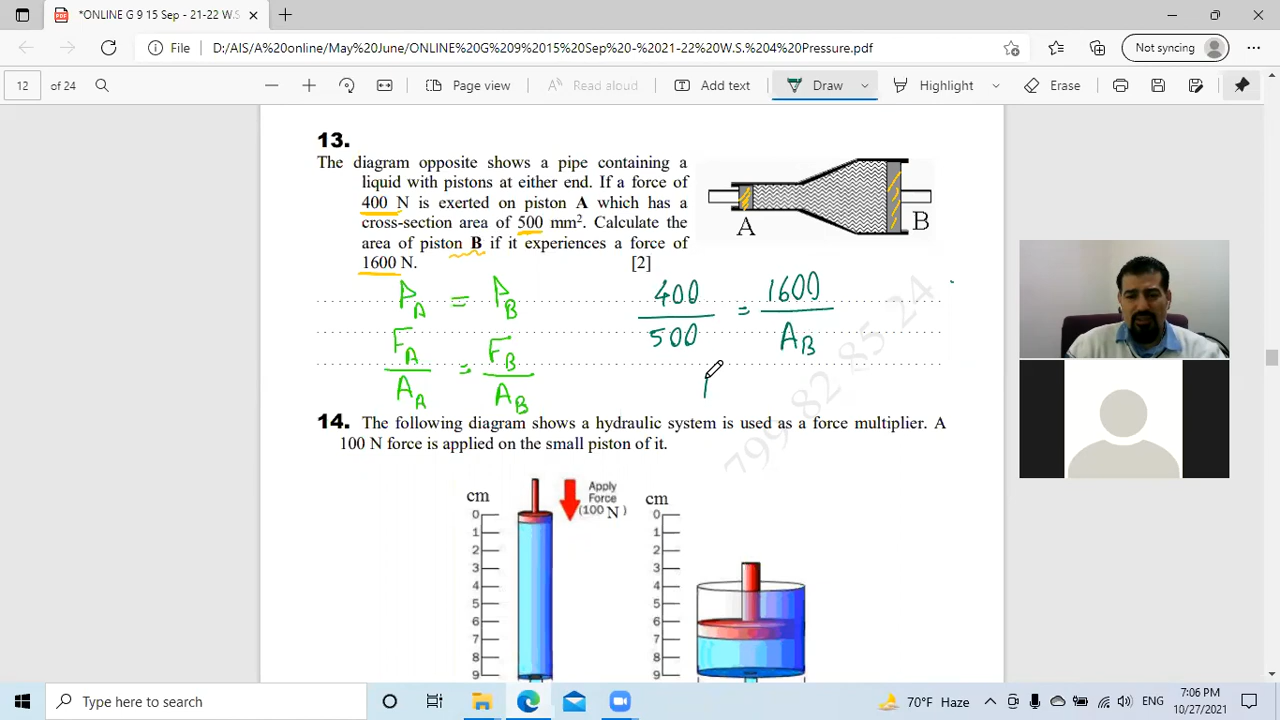 *ONLINE G 9 15 Sep - 21-22 W.S
File D:/AIS/A%20online/May%20June/ONLINE%20G%209%2015%20Sep%20-%2021-22%20W.S.%204%20Pressure.pdf Not syncing
12 of 24 Page view Read aloud Add text Draw Highlight Erase
13.
The diagram opposite shows a pipe containing a
liquid with pistons at either end. If a force of
400 N is exerted on piston A which has a
cross-section area of 500 mm². Calculate the
area of piston B if it experiences a force of
1600 N. [2]
A B
P_A = P_B
F_A/A_A = F_B/A_B
400/500 = 1600/A_B
799 82 85 24
14. The following diagram shows a hydraulic system is used as a force multiplier. A
100 N force is applied on the small piston of it.
cm
0
1
2
3
4
5
6
7
8
9
Apply
Force
(100 N )
cm
0
1
2
3
4
5
6
7
8
9
Type here to search
70°F Haze
ENG
7:06 PM
10/27/2021